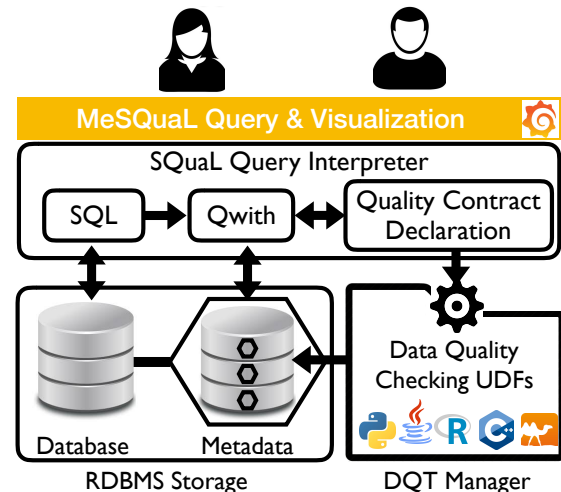 MeSQuaL Query & Visualization
SQuaL Query Interpreter
SQL
Qwith
Quality Contract
Declaration
Data Quality
Checking UDFs
Java
R
C++
Database
Metadata
RDBMS Storage
DQT Manager